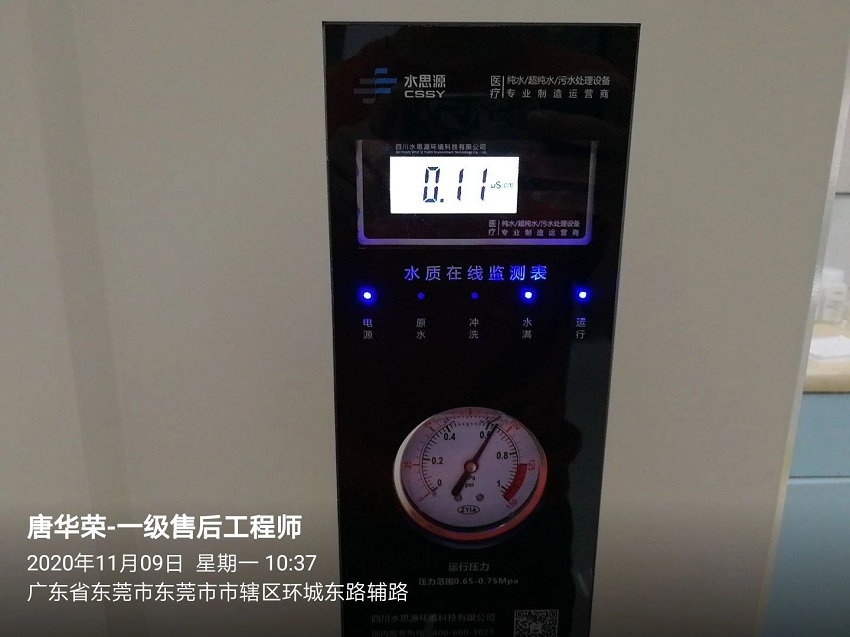 水思源
CSSY
医疗 纯水/超纯水/污水处理设备
专业制造运营商
四川水思源环境科技有限公司
0.11 uS.cm
医疗 纯水/超纯水/污水处理设备
专业制造运营商
水质在线监测表
电源 原水 冲洗 水满 运行
0 0.2 0.4 0.6 0.8 1
psi
ZYIA
运行压力
压力范围0.65-0.75Mpa
四川水思源环境科技有限公司
唐华荣-一级售后工程师
2020年11月09日 星期一 10:37
广东省东莞市东莞市市辖区环城东路辅路